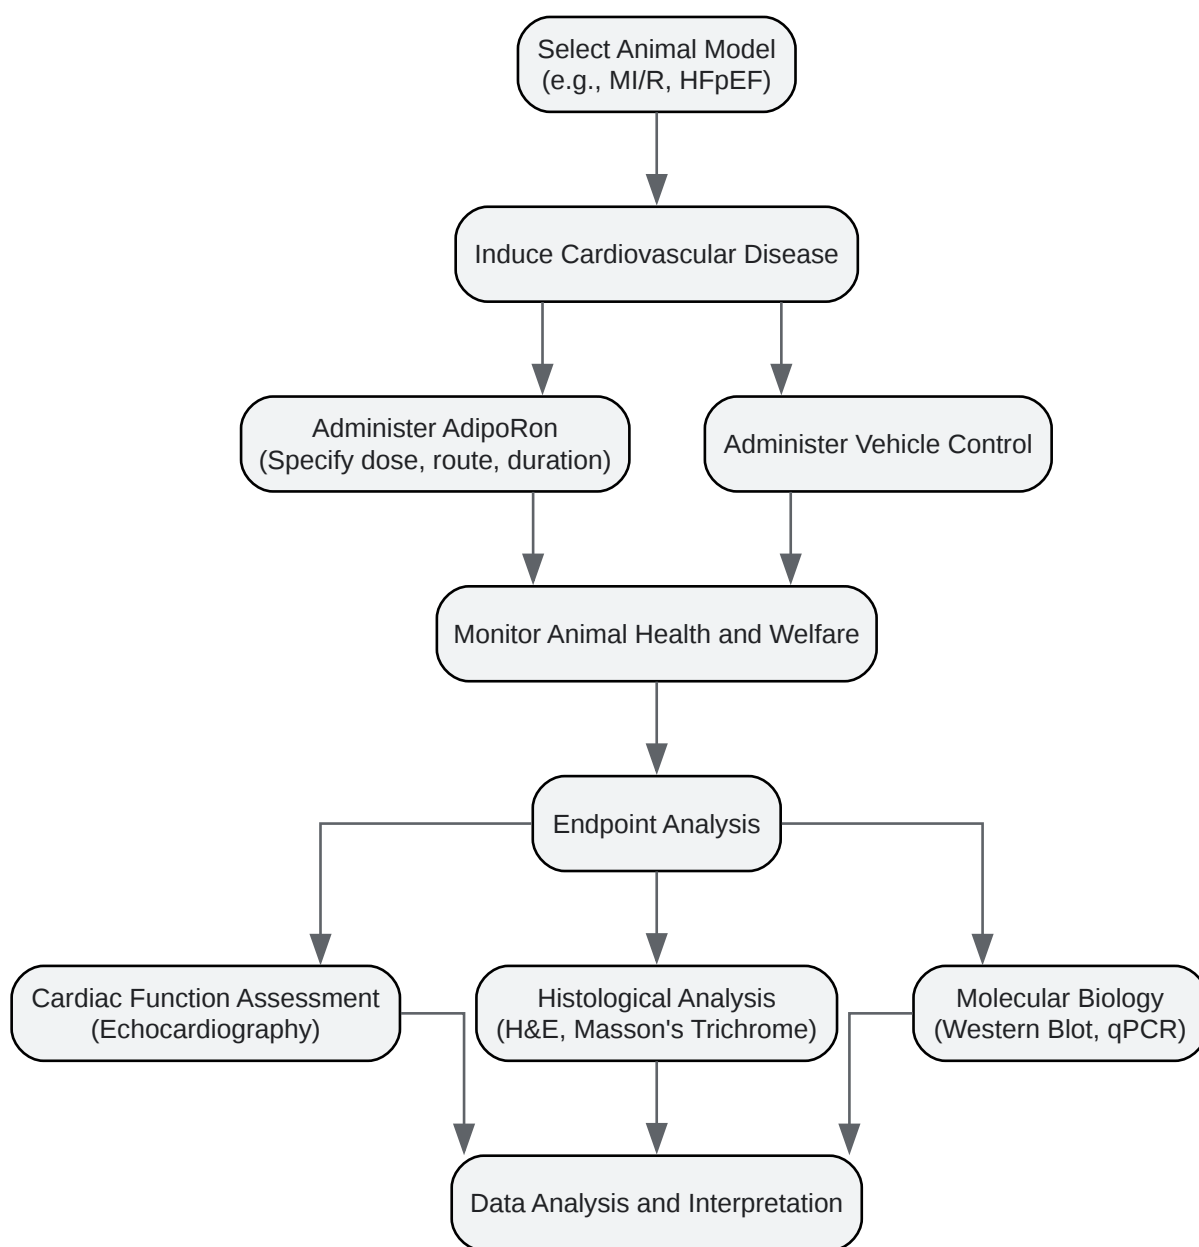 Select Animal Model
(e.g., MI/R, HFpEF)
Induce Cardiovascular Disease
Administer AdipoRon
(Specify dose, route, duration)
Administer Vehicle Control
Monitor Animal Health and Welfare
Endpoint Analysis
Cardiac Function Assessment
(Echocardiography)
Histological Analysis
(H&E, Masson's Trichrome)
Molecular Biology
(Western Blot, qPCR)
Data Analysis and Interpretation